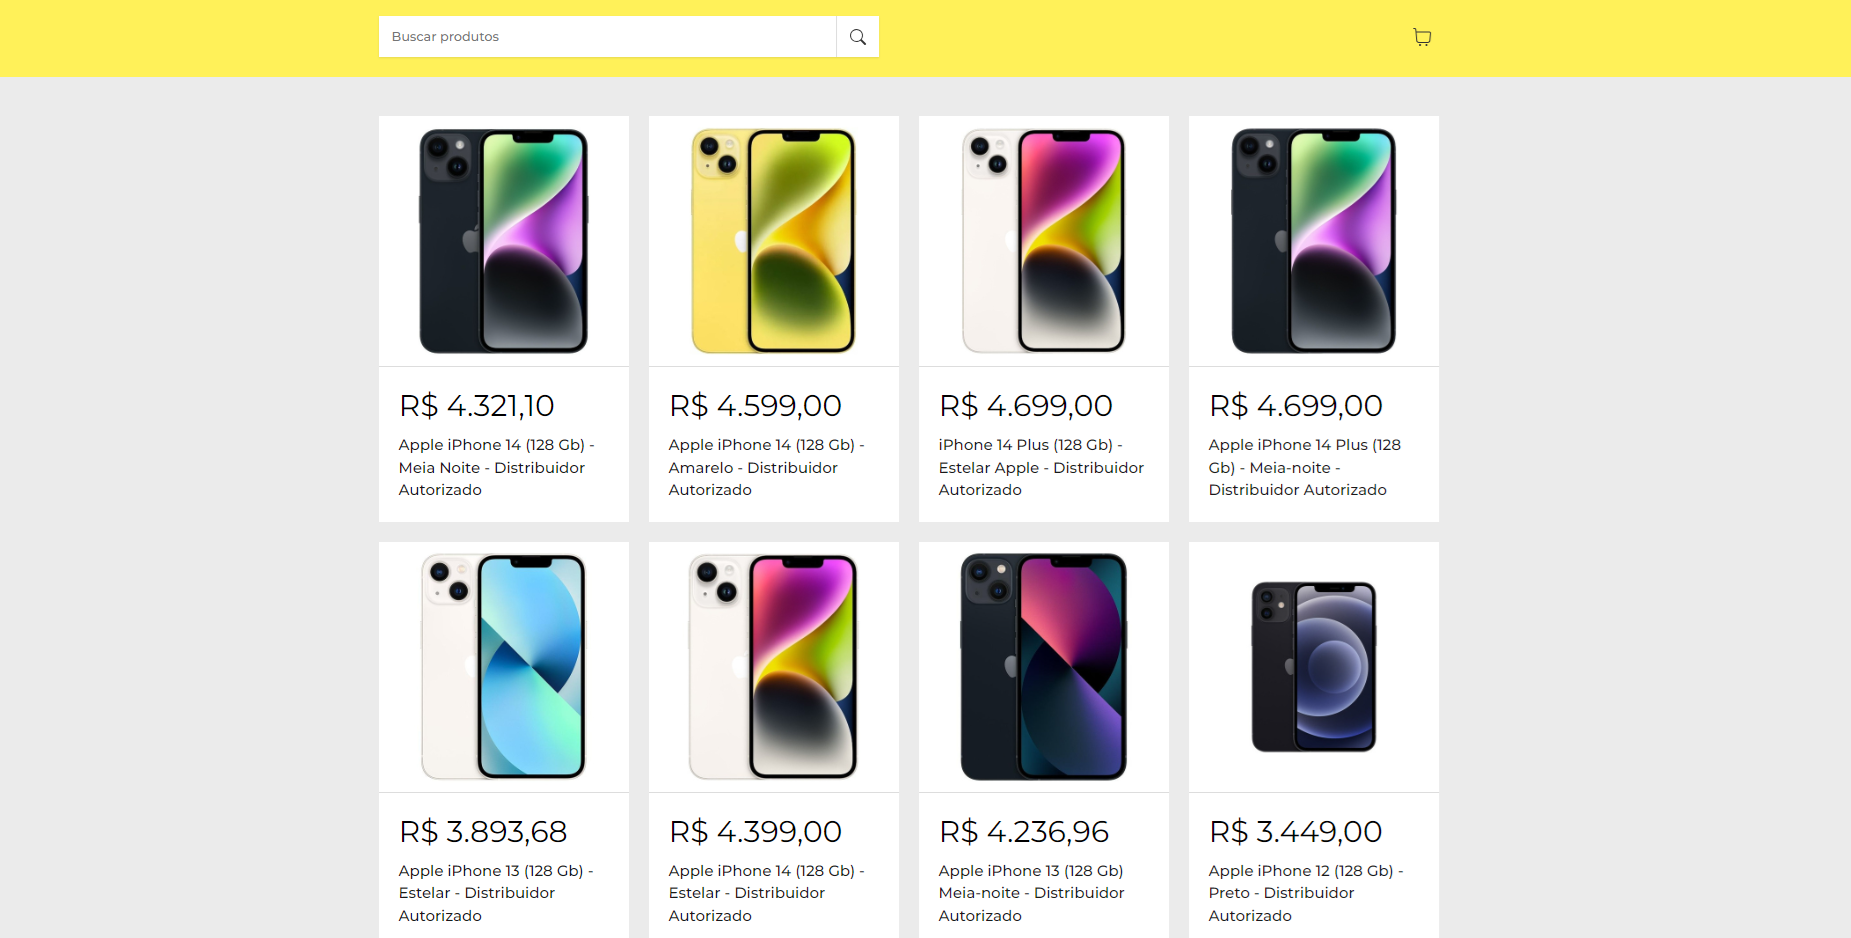 Buscar produtos
R$ 4.321,10
Apple iPhone 14 (128 Gb) -
Meia Noite - Distribuidor
Autorizado
R$ 4.599,00
Apple iPhone 14 (128 Gb) -
Amarelo - Distribuidor
Autorizado
R$ 4.699,00
iPhone 14 Plus (128 Gb) -
Estelar Apple - Distribuidor
Autorizado
R$ 4.699,00
Apple iPhone 14 Plus (128
Gb) - Meia-noite -
Distribuidor Autorizado
R$ 3.893,68
Apple iPhone 13 (128 Gb) -
Estelar - Distribuidor
Autorizado
R$ 4.399,00
Apple iPhone 14 (128 Gb) -
Estelar - Distribuidor
Autorizado
R$ 4.236,96
Apple iPhone 13 (128 Gb)
Meia-noite - Distribuidor
Autorizado
R$ 3.449,00
Apple iPhone 12 (128 Gb) -
Preto - Distribuidor
Autorizado